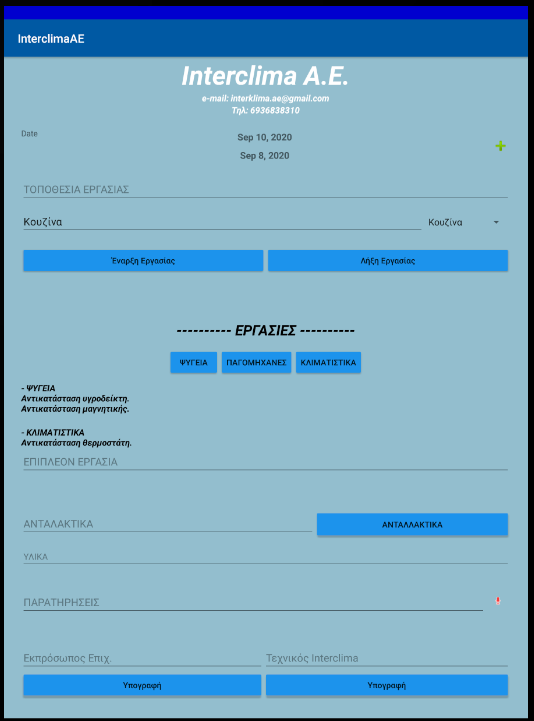 InterclimaAE
Interclima A.E.
e-mail: interklima.ae@gmail.com
Τηλ: 6936838310
Date
Sep 10, 2020
Sep 8, 2020
ΤΟΠΟΘΕΣΙΑ ΕΡΓΑΣΙΑΣ
Κουζίνα Κουζίνα
Έναρξη Εργασίας Λήξη Εργασίας
---------- ΕΡΓΑΣΙΕΣ ----------
ΨΥΓΕΙΑ ΠΑΓΟΜΗΧΑΝΕΣ ΚΛΙΜΑΤΙΣΤΙΚΑ
- ΨΥΓΕΙΑ
Αντικατάσταση υγροδείκτη.
Αντικατάσταση μαγνητικής.
- ΚΛΙΜΑΤΙΣΤΙΚΑ
Αντικατάσταση θερμοστάτη.
ΕΠΙΠΛΕΟΝ ΕΡΓΑΣΙΑ
ΑΝΤΑΛΑΚΤΙΚΑ ΑΝΤΑΛΛΑΚΤΙΚΑ
ΥΛΙΚΑ
ΠΑΡΑΤΗΡΗΣΕΙΣ
Εκπρόσωπος Επιχ. Τεχνικός Interclima
Υπογραφή Υπογραφή